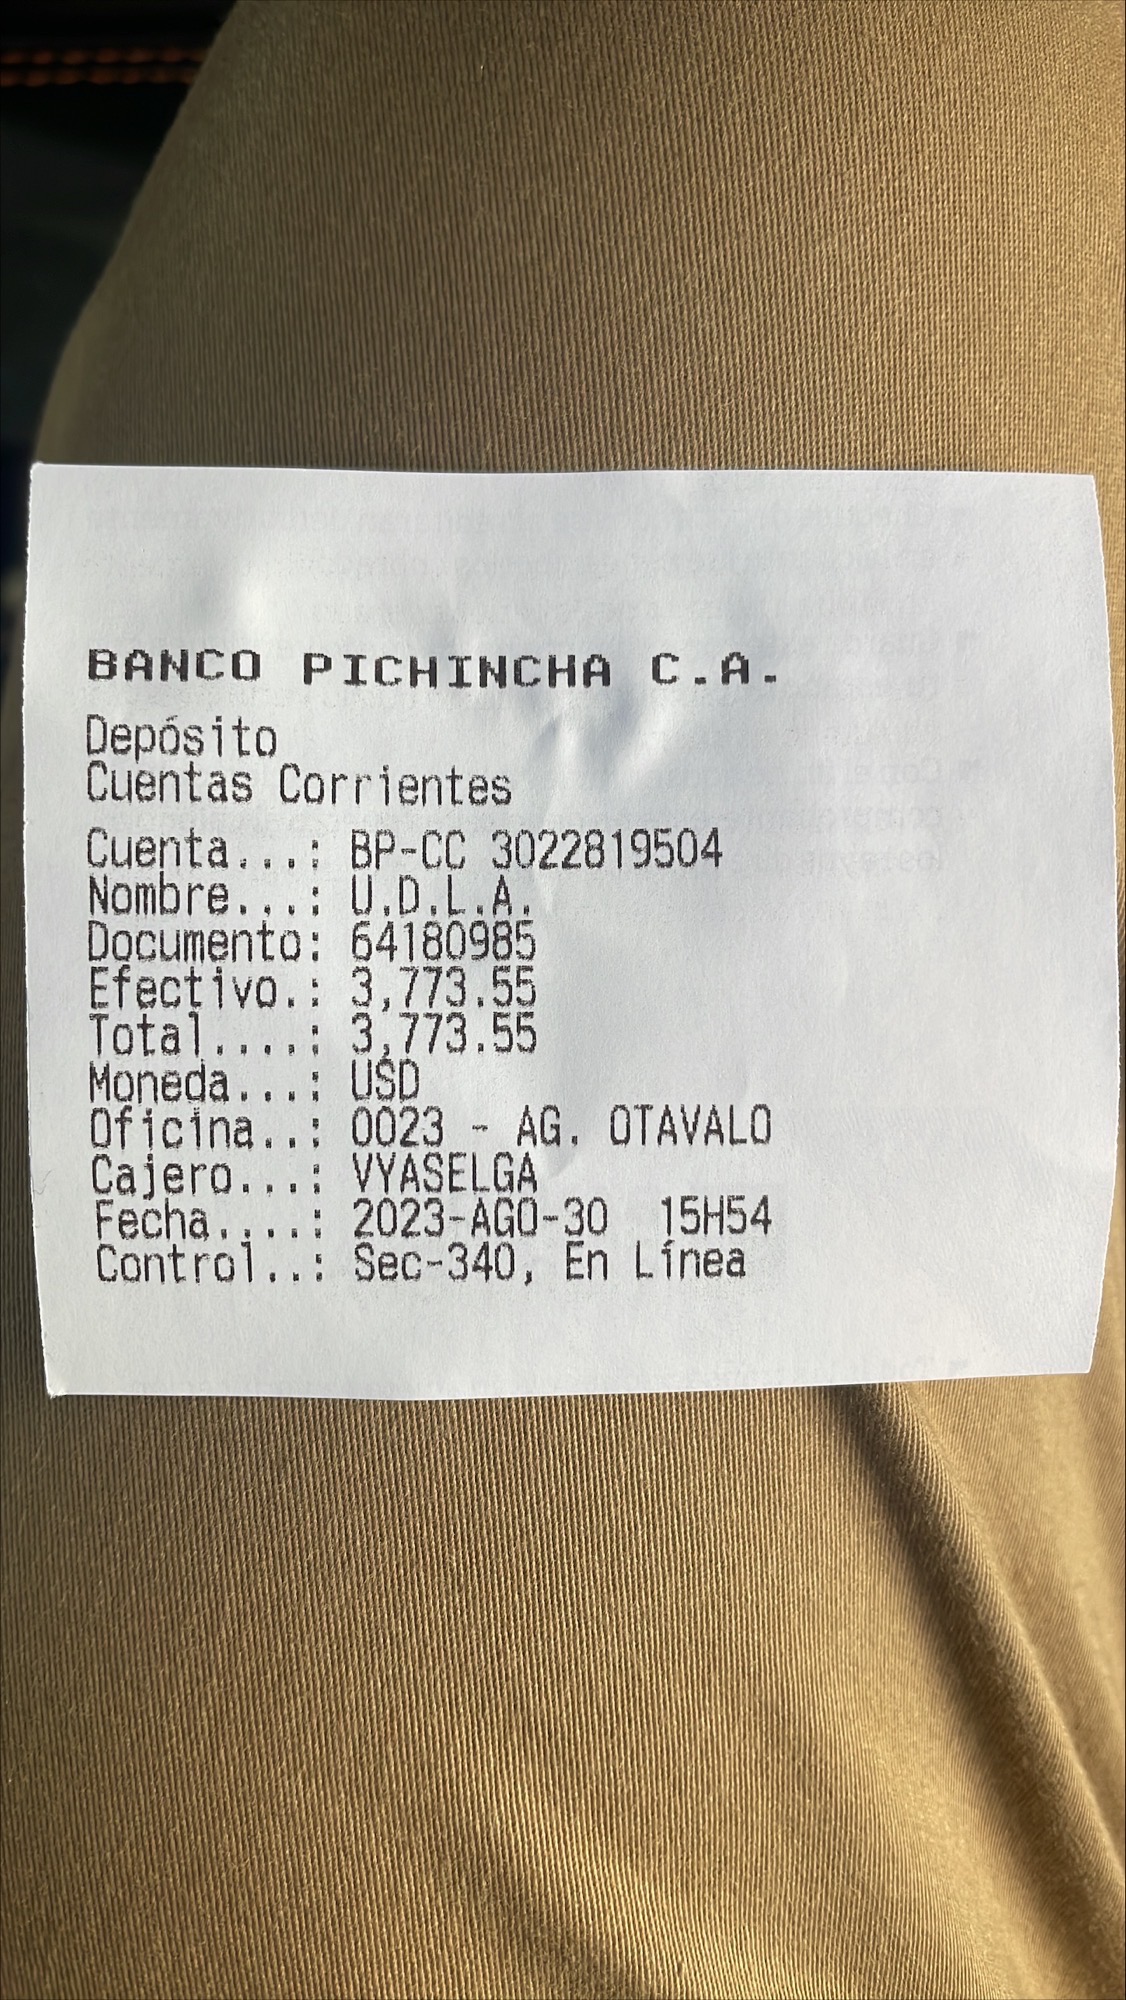 BANCO PICHINCHA C.A.
Depósito
Cuentas Corrientes
Cuenta...: BP-CC 3022819504
Nombre...: U.D.L.A.
Documento: 64180985
Efectivo.: 3,773.55
Total....: 3,773.55
Moneda...: USD
Oficina..: 0023 - AG. OTAVALO
Cajero...: VYASELGA
Fecha....: 2023-AGO-30  15H54
Control..: Sec-340, En Línea